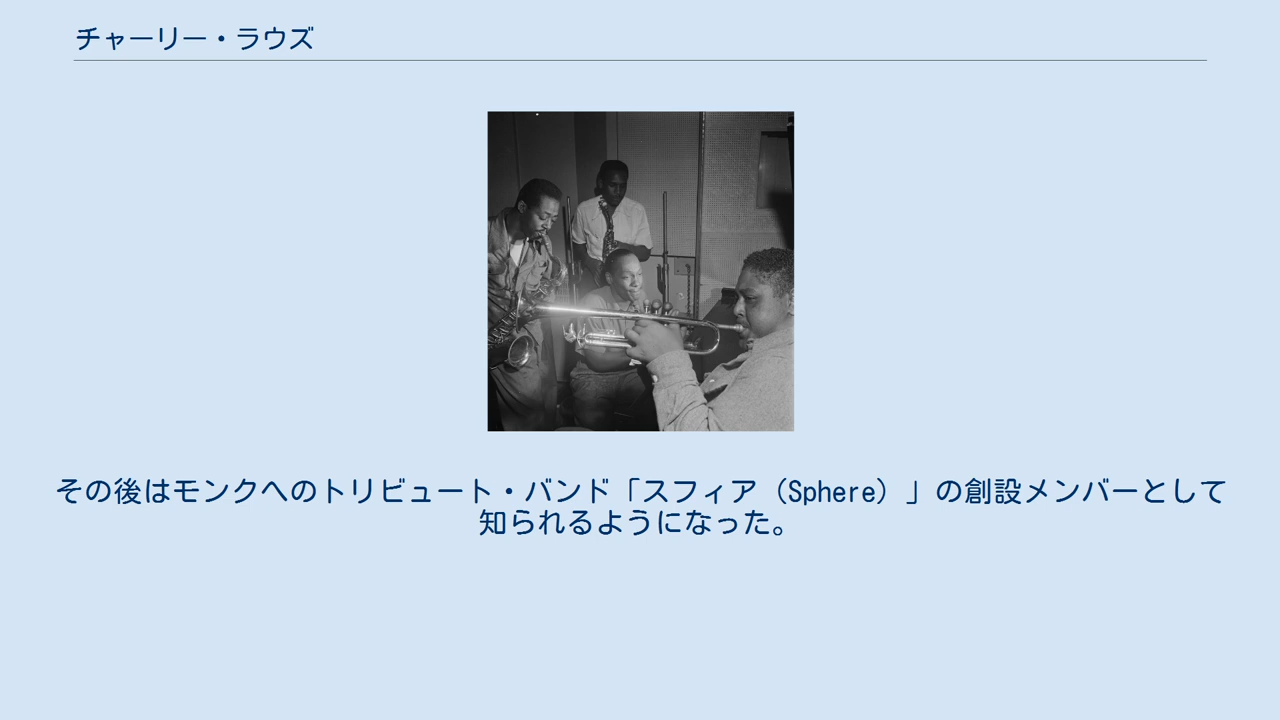 チャーリー・ラウズ
その後はモンクへのトリビュート・バンド「スフィア（Sphere）」の創設メンバーとして
知られるようになった。